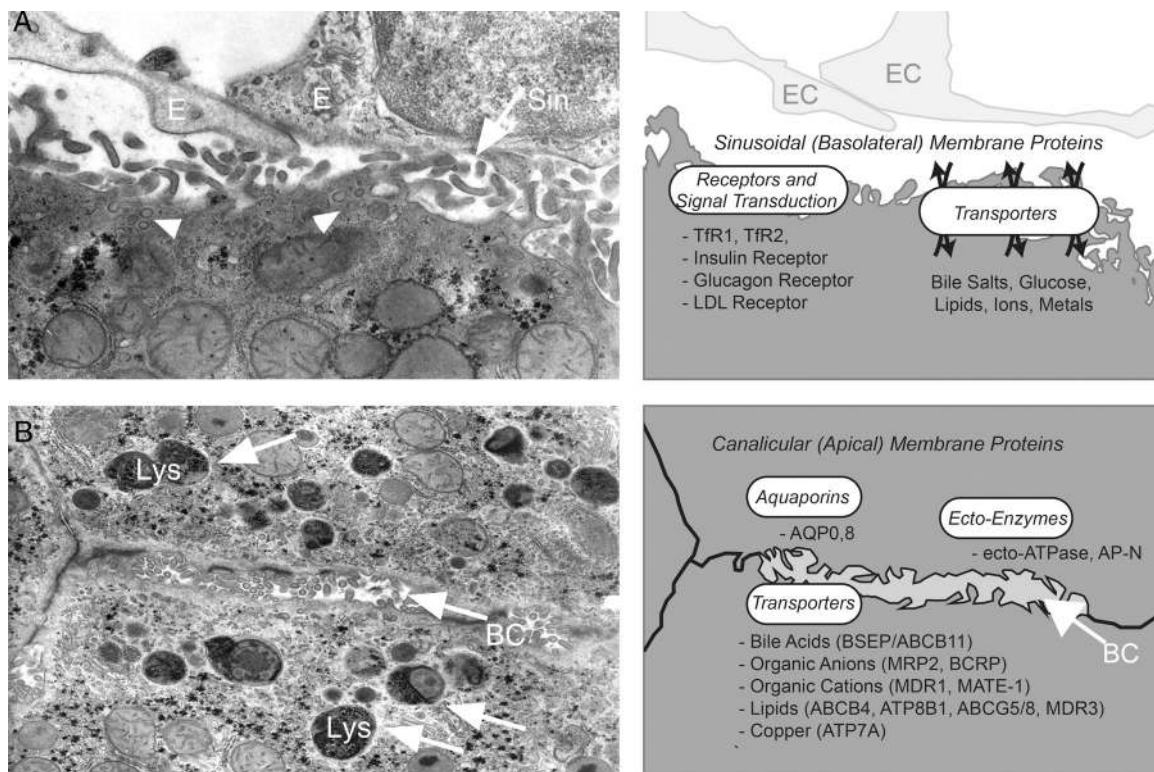 A
E
E
Sin
EC
EC
Sinusoidal (Basolateral) Membrane Proteins
Receptors and
Signal Transduction
- TfR1, TfR2,
- Insulin Receptor
- Glucagon Receptor
- LDL Receptor
Transporters
Bile Salts, Glucose,
Lipids, Ions, Metals
B
Lys
BC
Lys
Canalicular (Apical) Membrane Proteins
Aquaporins
- AQP0,8
Ecto-Enzymes
- ecto-ATPase, AP-N
Transporters
BC
- Bile Acids (BSEP/ABCB11)
- Organic Anions (MRP2, BCRP)
- Organic Cations (MDR1, MATE-1)
- Lipids (ABCB4, ATP8B1, ABCG5/8, MDR3)
- Copper (ATP7A)